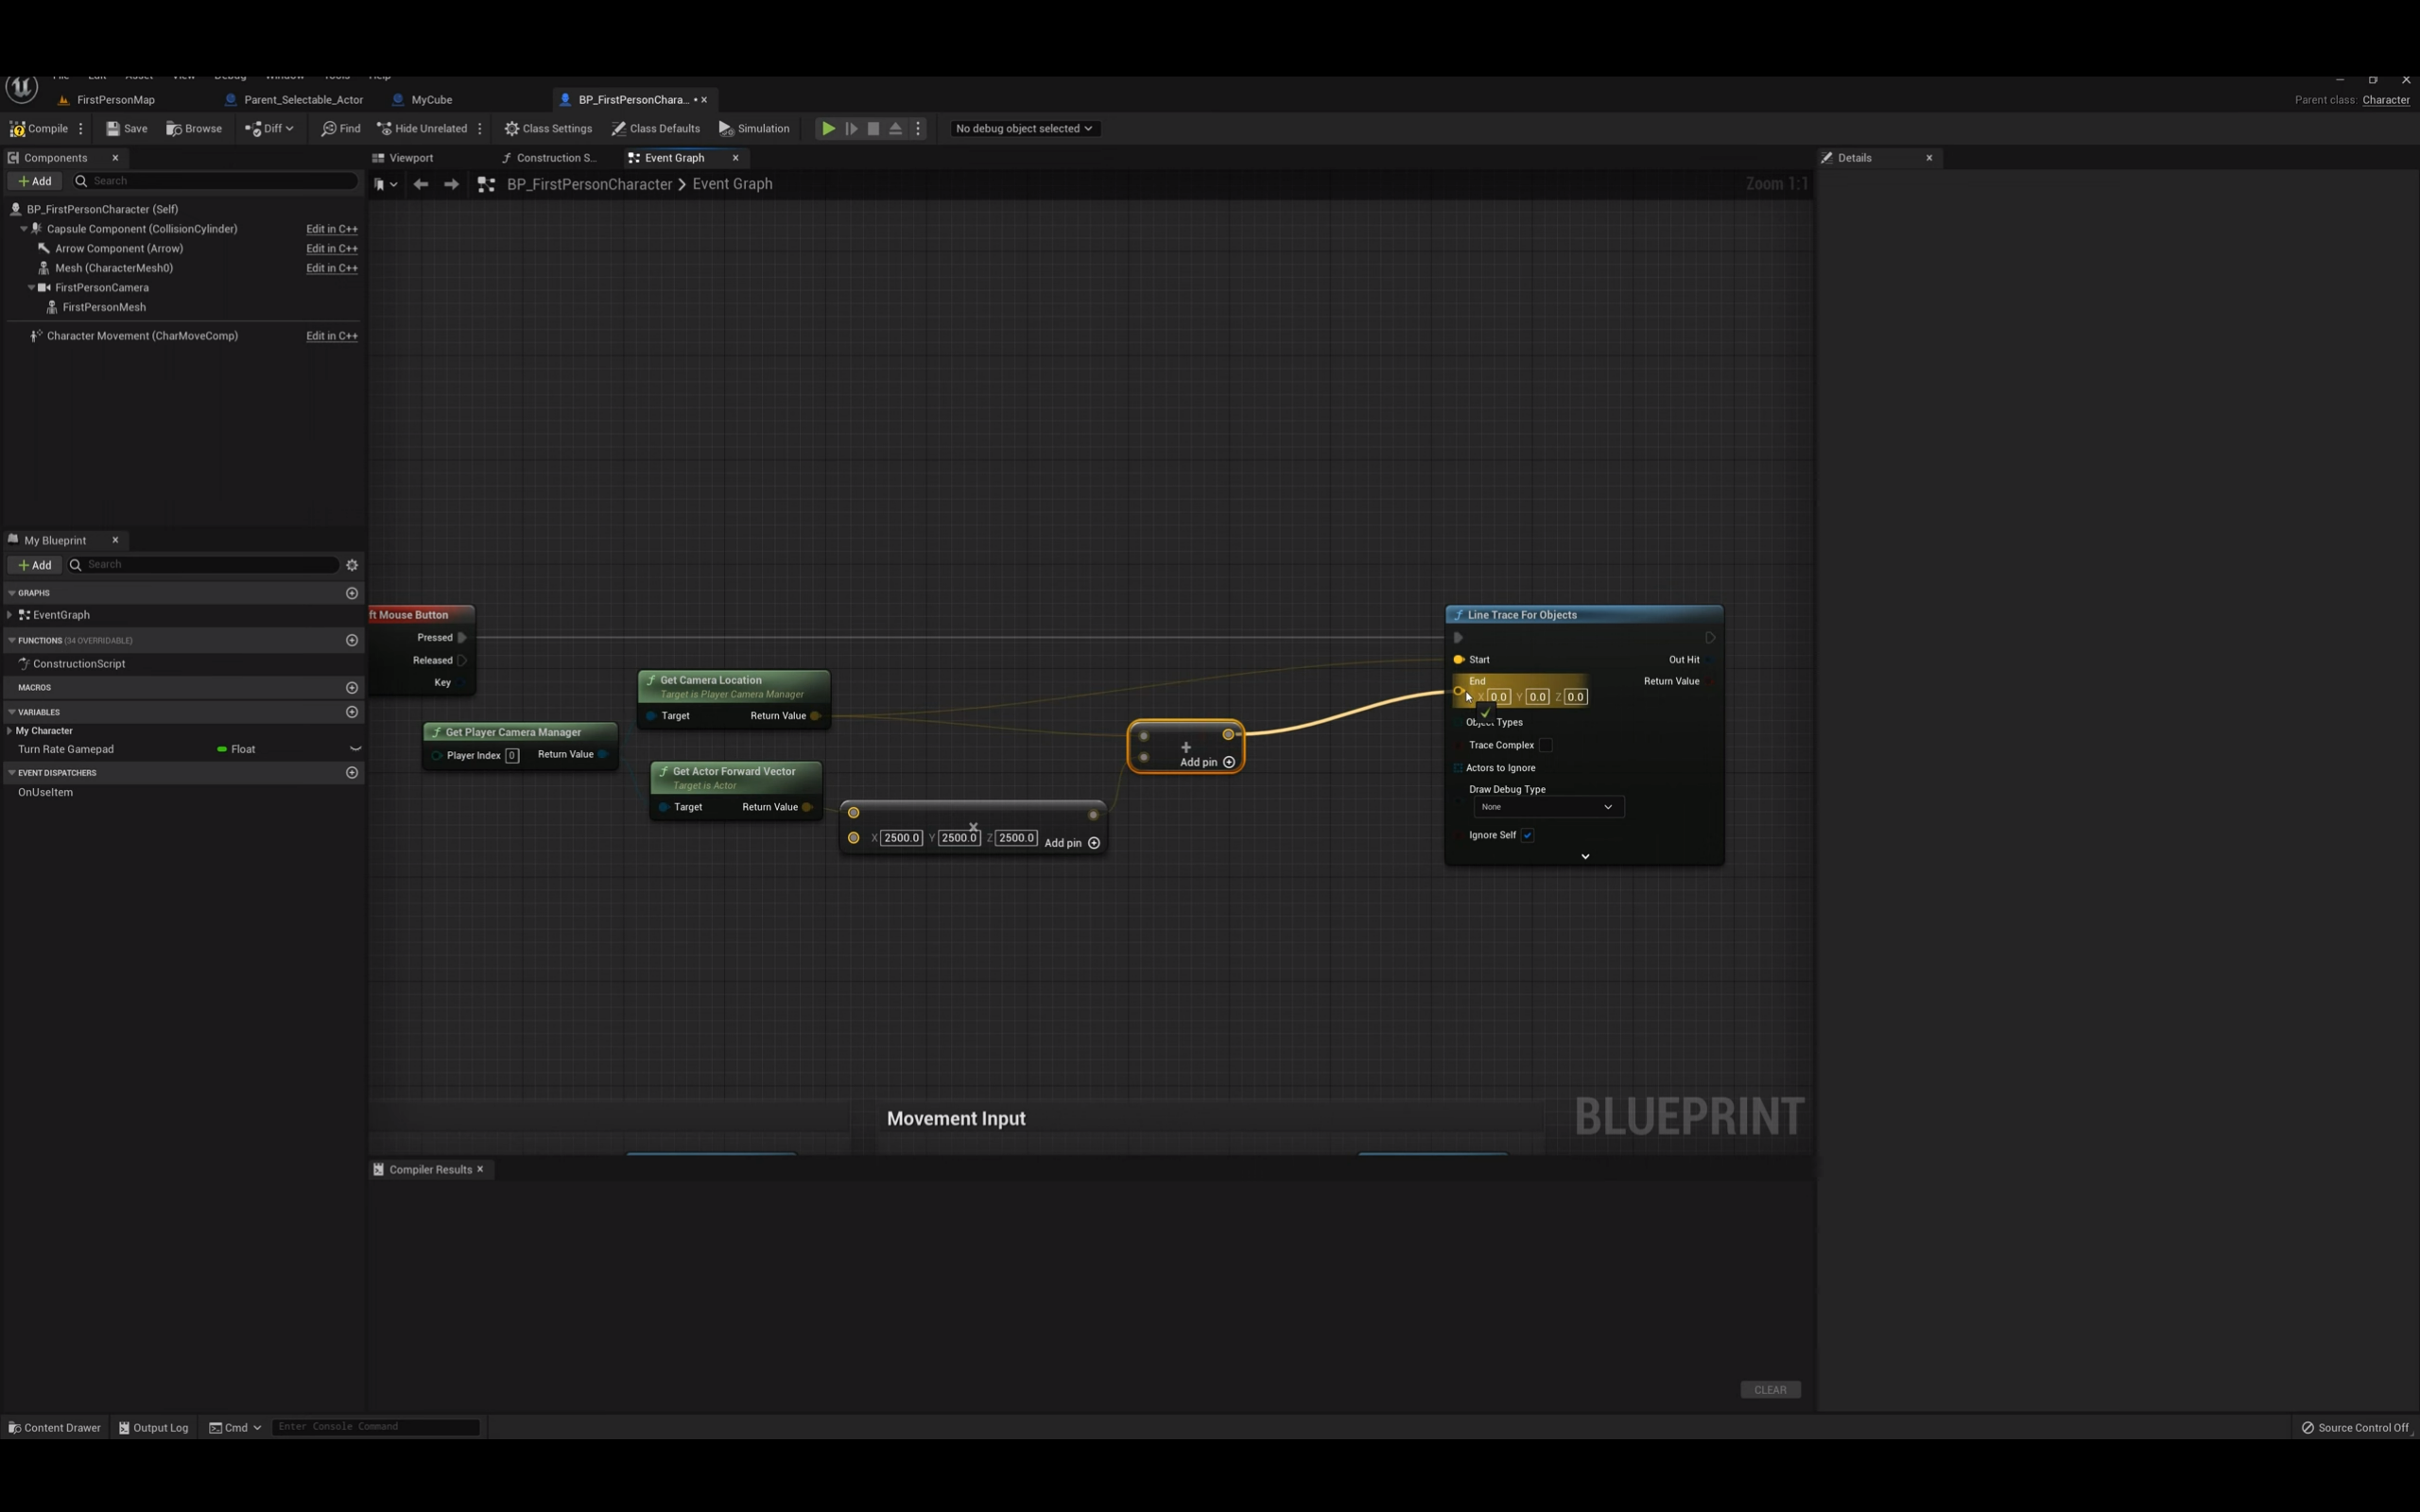 File Edit Asset View Debug Window Tools Help
FirstPersonMap Parent_Selectable_Actor MyCube BP_FirstPersonChara... • ×
Parent class: Character
Compile Save Browse Diff Find Hide Unrelated Class Settings Class Defaults Simulation No debug object selected
Components ×
Viewport Construction S... Event Graph ×
Details ×
+ Add Search
BP_FirstPersonCharacter > Event Graph
Zoom 1:1
BP_FirstPersonCharacter (Self)
Capsule Component (CollisionCylinder) Edit in C++
Arrow Component (Arrow) Edit in C++
Mesh (CharacterMesh0) Edit in C++
FirstPersonCamera
FirstPersonMesh
Character Movement (CharMoveComp) Edit in C++
My Blueprint ×
+ Add Search
GRAPHS
EventGraph
FUNCTIONS (34 OVERRIDABLE)
ConstructionScript
MACROS
VARIABLES
My Character
Turn Rate Gamepad Float
EVENT DISPATCHERS
OnUseItem
ft Mouse Button
Pressed
Released
Key
Get Camera Location
Target is Player Camera Manager
Target Return Value
Get Player Camera Manager
Player Index 0 Return Value
Get Actor Forward Vector
Target is Actor
Target Return Value
X 2500.0 Y 2500.0 Z 2500.0 Add pin
Add pin
Line Trace For Objects
Start Out Hit
End Return Value
X 0.0 Y 0.0 Z 0.0
Object Types
Trace Complex
Actors to Ignore
Draw Debug Type
None
Ignore Self
Movement Input
BLUEPRINT
Compiler Results ×
CLEAR
Content Drawer Output Log Cmd Enter Console Command
Source Control Off